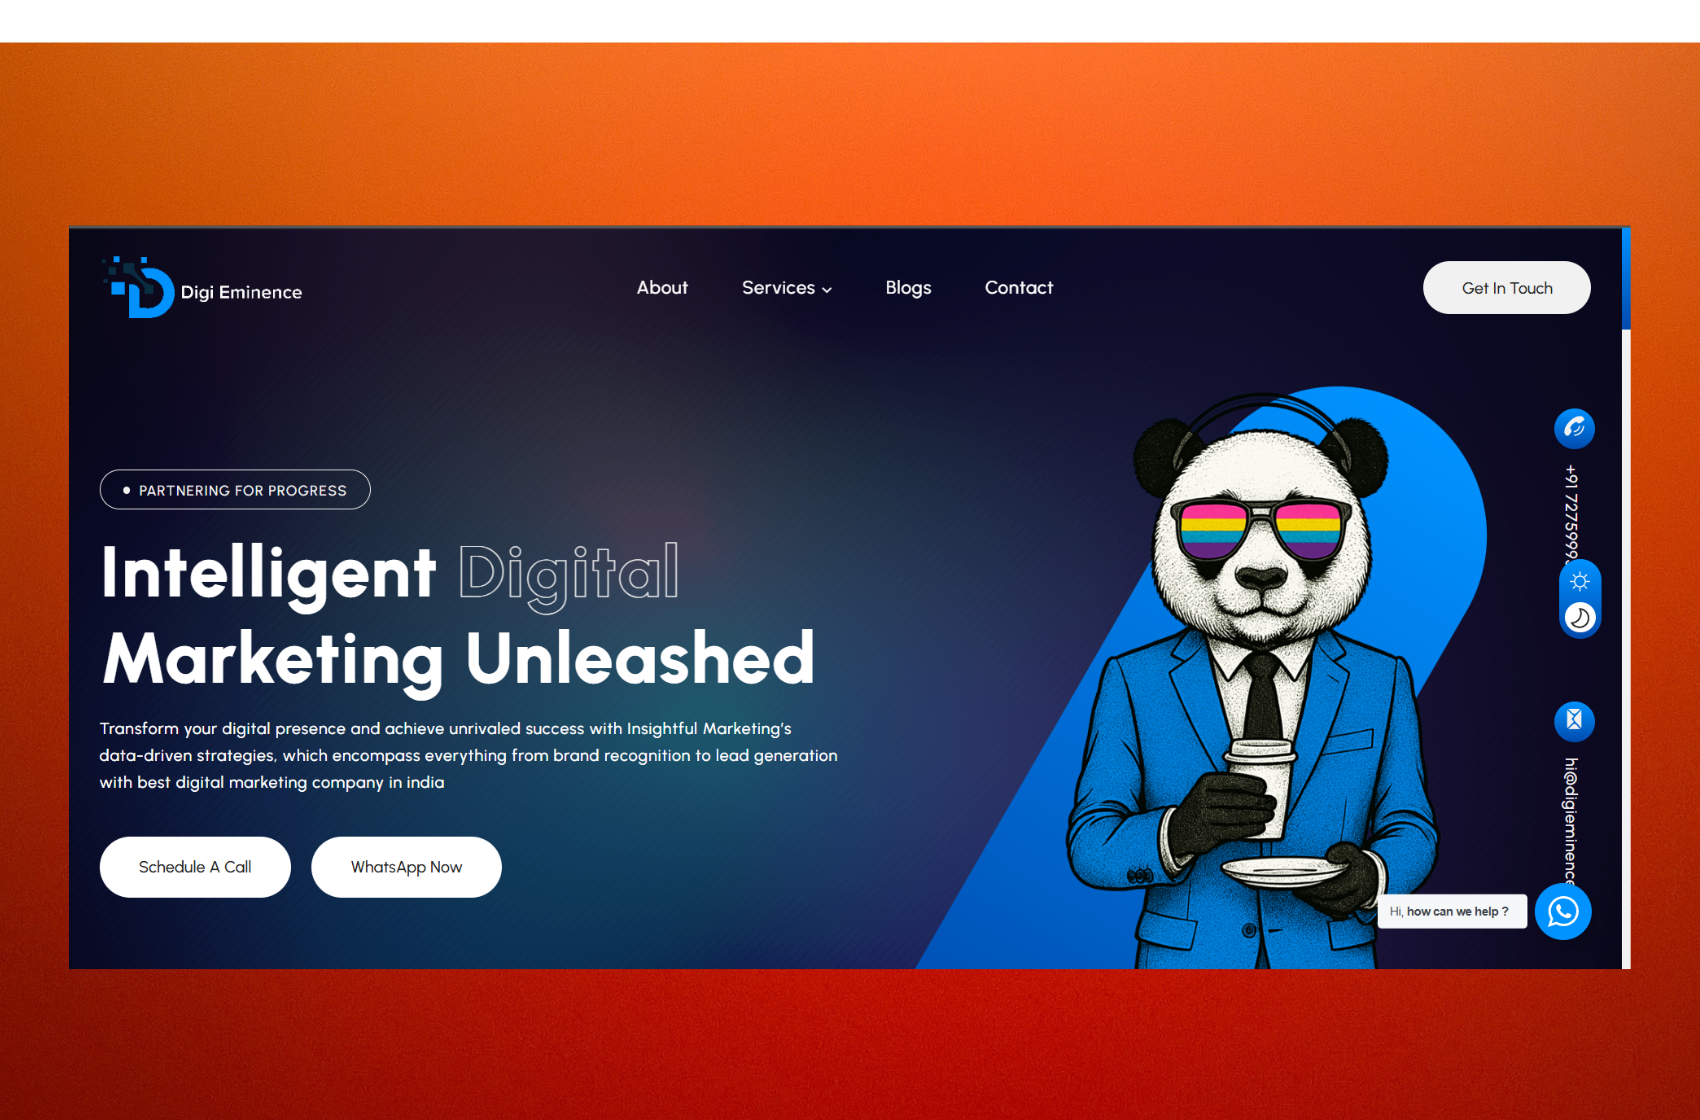 Digi Eminence
About
Services
Blogs
Contact
Get In Touch
PARTNERING FOR PROGRESS
Intelligent Digital
Marketing Unleashed
Transform your digital presence and achieve unrivaled success with Insightful Marketing's
data-driven strategies, which encompass everything from brand recognition to lead generation
with best digital marketing company in india
Schedule A Call
WhatsApp Now
+91 7275999
hi@digieminence
Hi, how can we help ?